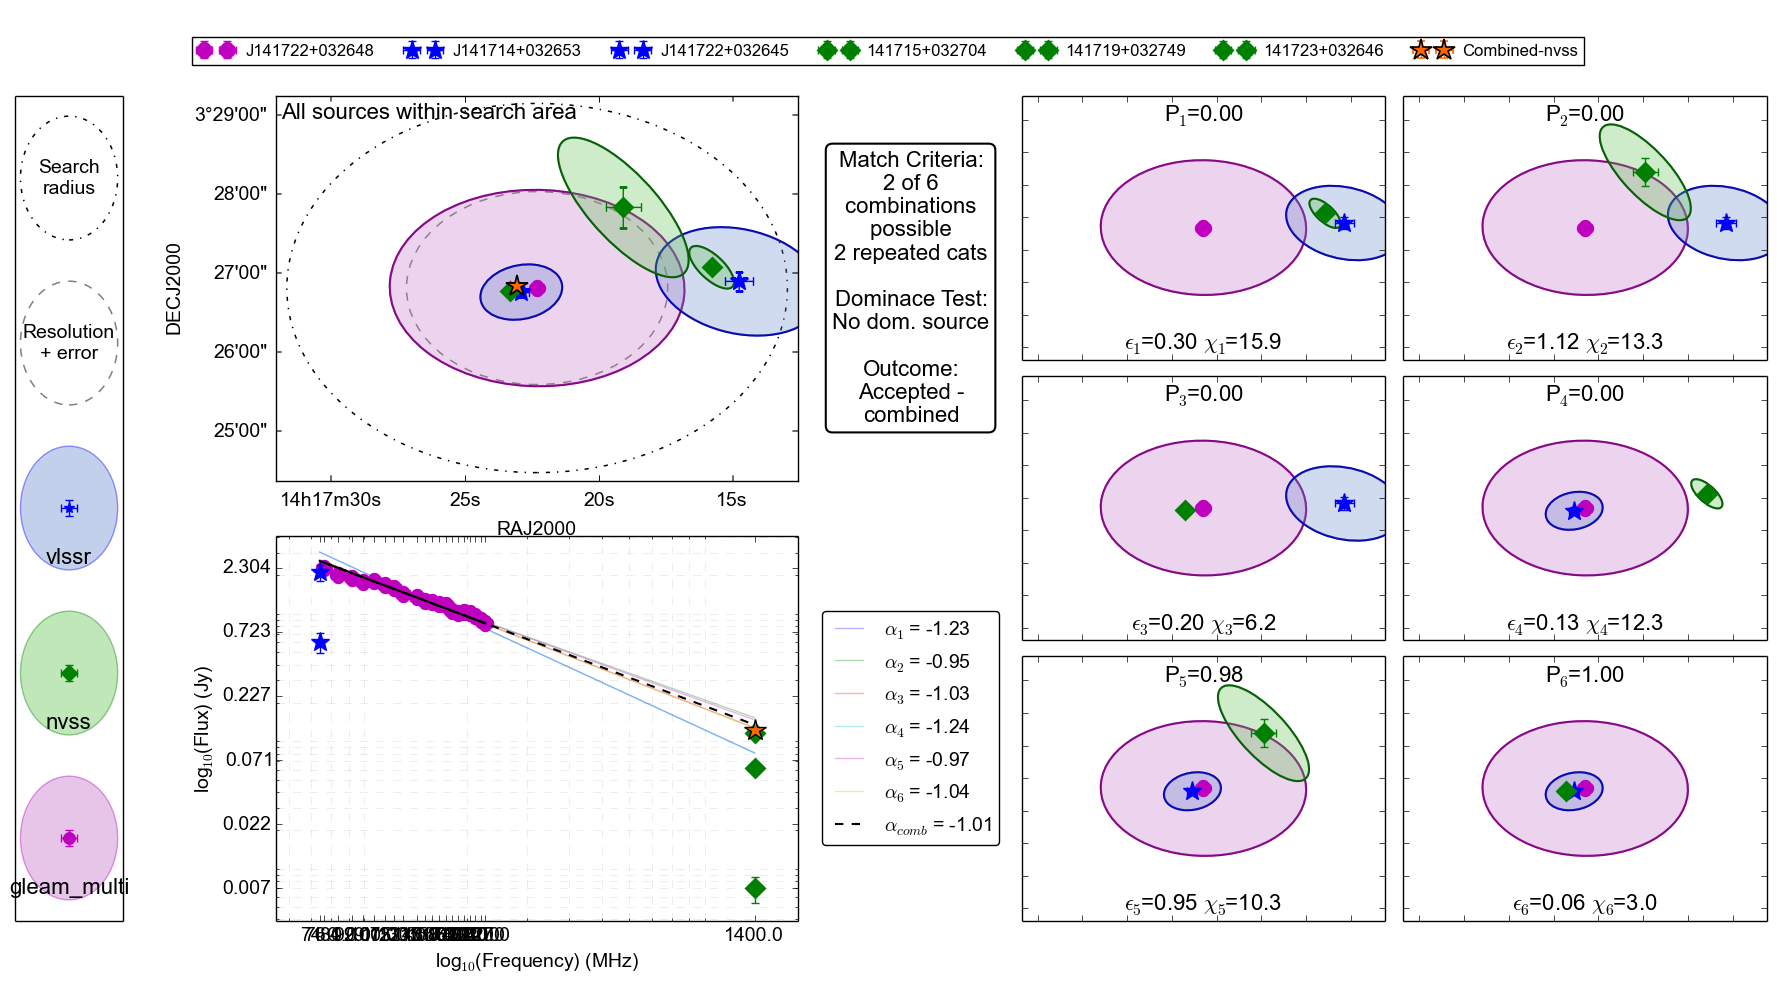 J141722+032648 J141714+032653 J141722+032645 141715+032704 141719+032749 141723+032646 Combined-nvss
Search
radius
Resolution
+ error
vlssr
nvss
gleam_multi
All sources within search area
3°29'00"
28'00"
27'00"
26'00"
25'00"
DECJ2000
14h17m30s 25s 20s 15s
RAJ2000
Match Criteria:
2 of 6
combinations
possible
2 repeated cats
Dominace Test:
No dom. source
Outcome:
Accepted -
combined
2.304
0.723
0.227
0.071
0.022
0.007
log10(Flux) (Jy)
1400.0
log10(Frequency) (MHz)
α1 = -1.23
α2 = -0.95
α3 = -1.03
α4 = -1.24
α5 = -0.97
α6 = -1.04
αcomb = -1.01
P1=0.00
ϵ1=0.30 χ1=15.9
P2=0.00
ϵ2=1.12 χ2=13.3
P3=0.00
ϵ3=0.20 χ3=6.2
P4=0.00
ϵ4=0.13 χ4=12.3
P5=0.98
ϵ5=0.95 χ5=10.3
P6=1.00
ϵ6=0.06 χ6=3.0